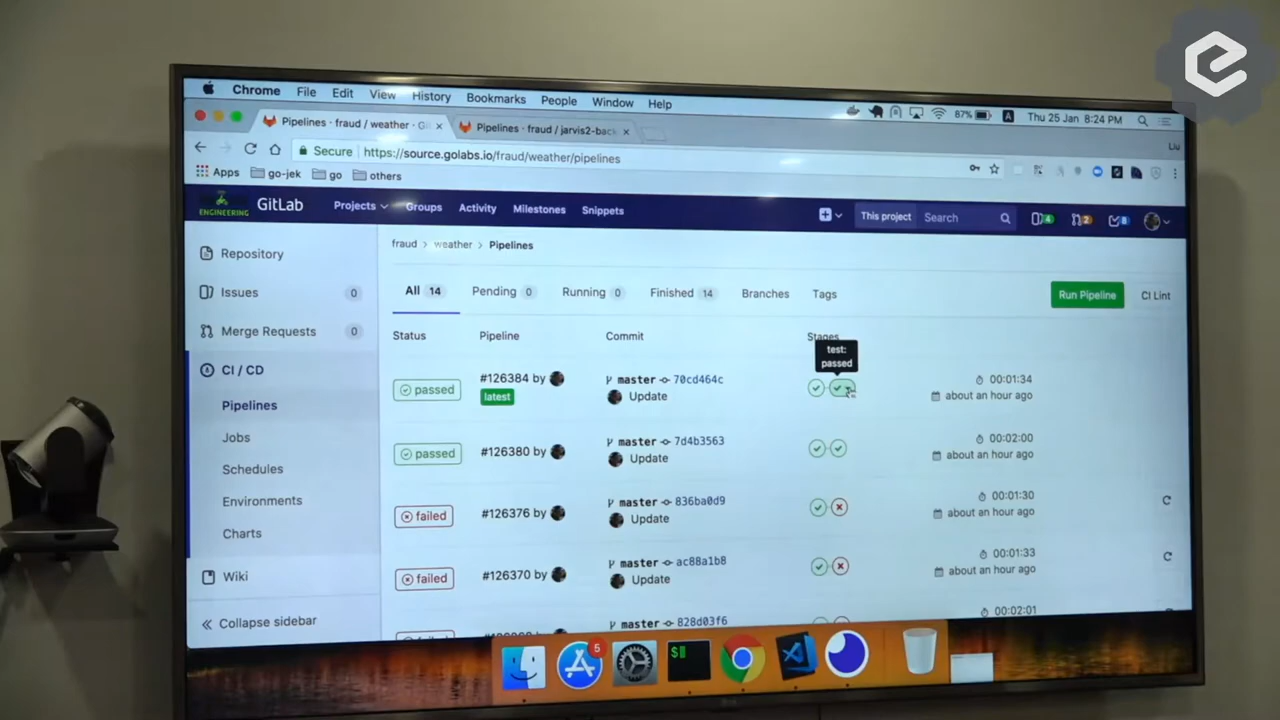 Chrome File Edit View History Bookmarks People Window Help
87% A Thu 25 Jan 8:24 PM
Pipelines · fraud / weather · Gi
Pipelines · fraud / jarvis2-back
Liu
Secure https://source.golabs.io/fraud/weather/pipelines
Apps go-jek go others
ENGINEERING GitLab Projects Groups Activity Milestones Snippets This project Search 4 2 8
fraud > weather > Pipelines
Repository
Issues 0
Merge Requests 0
CI / CD
Pipelines
Jobs
Schedules
Environments
Charts
Wiki
Collapse sidebar
All 14 Pending 0 Running 0 Finished 14 Branches Tags Run Pipeline CI Lint
Status Pipeline Commit Stages
test:
passed
passed #126384 by master 70cd464c 00:01:34
latest Update about an hour ago
passed #126380 by master 7d4b3563 00:02:00
Update about an hour ago
failed #126376 by master 836ba0d9 00:01:30
Update about an hour ago
failed #126370 by master ac88a1b8 00:01:33
Update about an hour ago
master 828d03f6 00:02:01
5
$